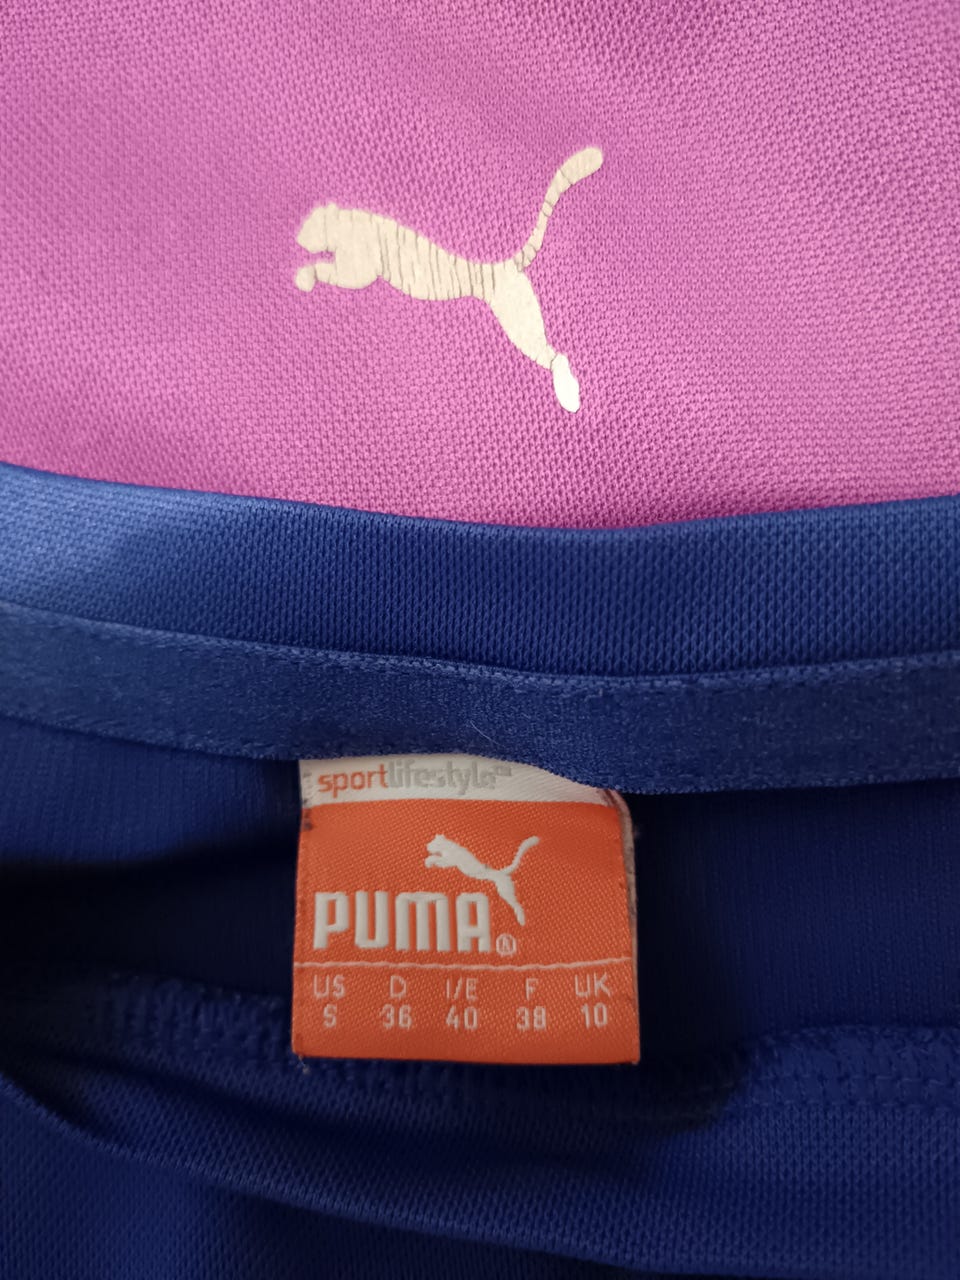 sportlifestyle
PUMA®
US D I/E F UK
S 36 40 38 10